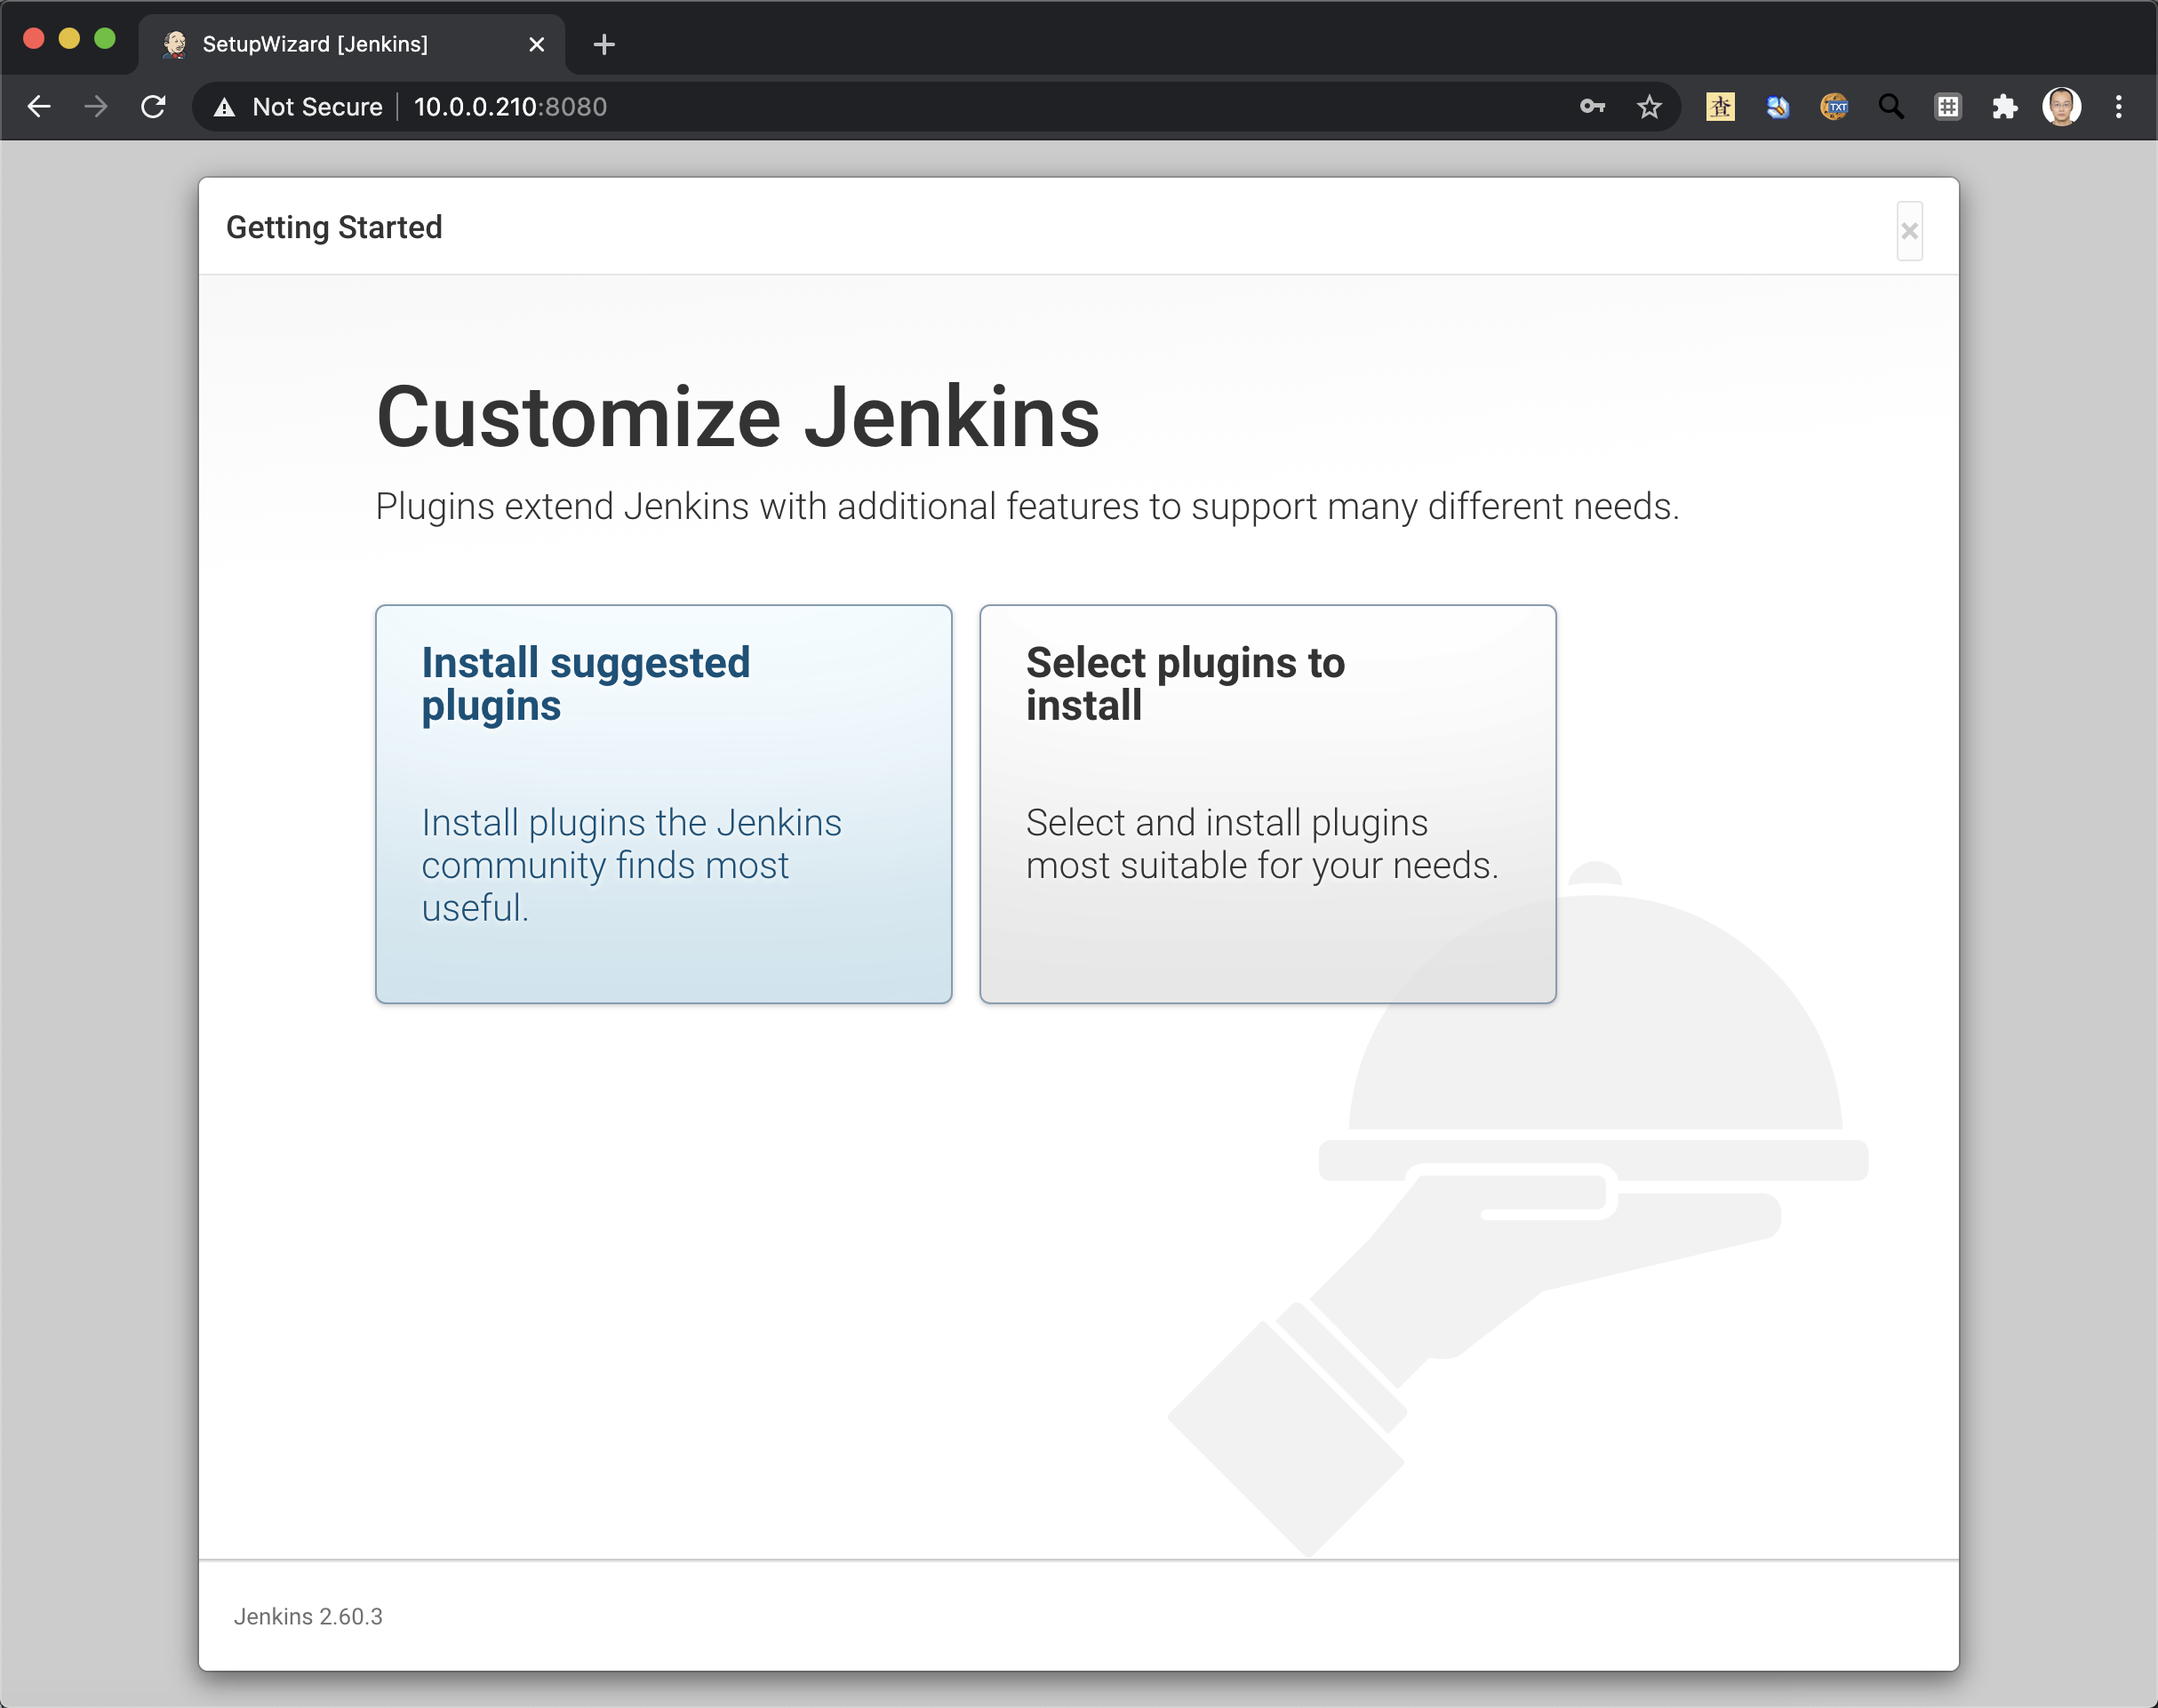 SetupWizard [Jenkins]
Not Secure 10.0.0.210:8080
查
TXT
Getting Started
Customize Jenkins
Plugins extend Jenkins with additional features to support many different needs.
Install suggested
plugins
Install plugins the Jenkins
community finds most
useful.
Select plugins to
install
Select and install plugins
most suitable for your needs.
Jenkins 2.60.3